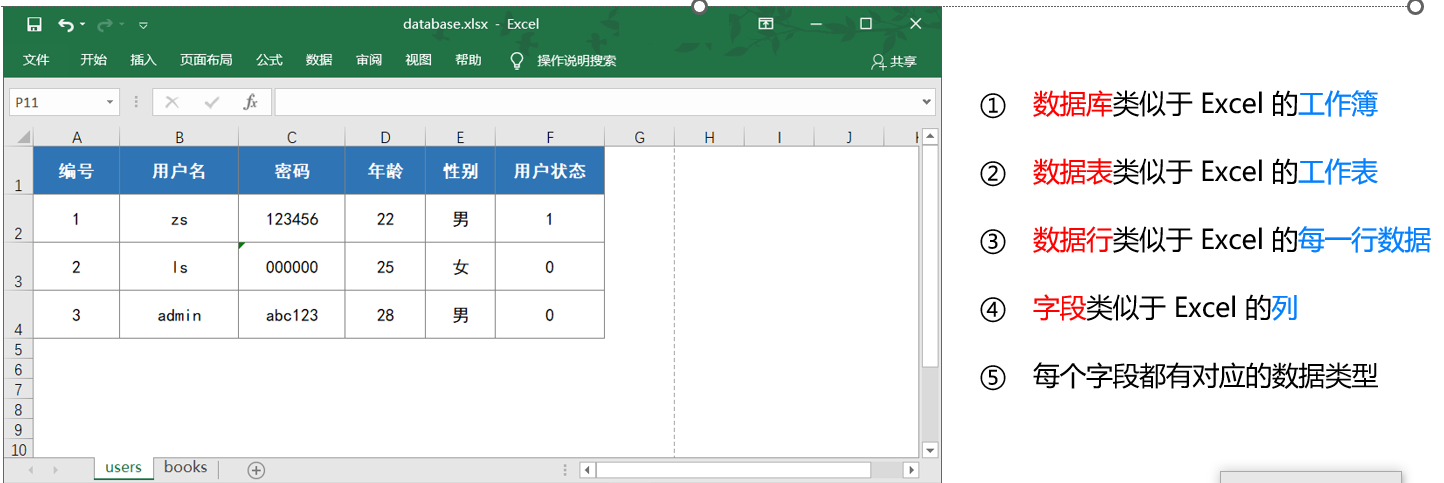 database.xlsx - Excel
文件 开始 插入 页面布局 公式 数据 审阅 视图 帮助 操作说明搜索 共享
P11 fx
A B C D E F G H I J
1 编号 用户名 密码 年龄 性别 用户状态
2 1 zs 123456 22 男 1
3 2 ls 000000 25 女 0
4 3 admin abc123 28 男 0
5
6
7
8
9
10
users books
① 数据库类似于 Excel 的工作簿
② 数据表类似于 Excel 的工作表
③ 数据行类似于 Excel 的每一行数据
④ 字段类似于 Excel 的列
⑤ 每个字段都有对应的数据类型